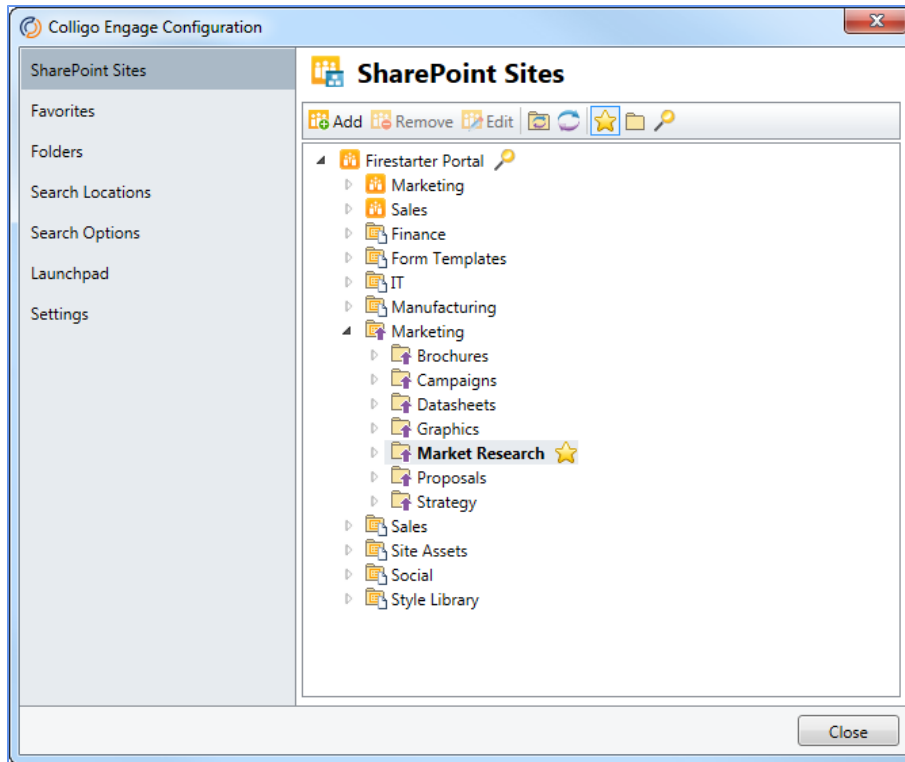 Colligo Engage Configuration
SharePoint Sites
Favorites
Folders
Search Locations
Search Options
Launchpad
Settings
SharePoint Sites
Add Remove Edit
Firestarter Portal
Marketing
Sales
Finance
Form Templates
IT
Manufacturing
Marketing
Brochures
Campaigns
Datasheets
Graphics
Market Research
Proposals
Strategy
Sales
Site Assets
Social
Style Library
Close